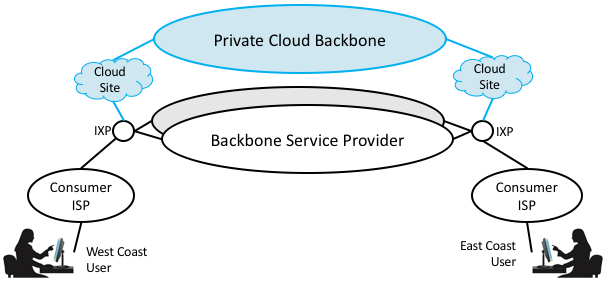 Private Cloud Backbone
Cloud
Site
Cloud
Site
IXP
Backbone Service Provider
IXP
Consumer
ISP
Consumer
ISP
West Coast
User
East Coast
User